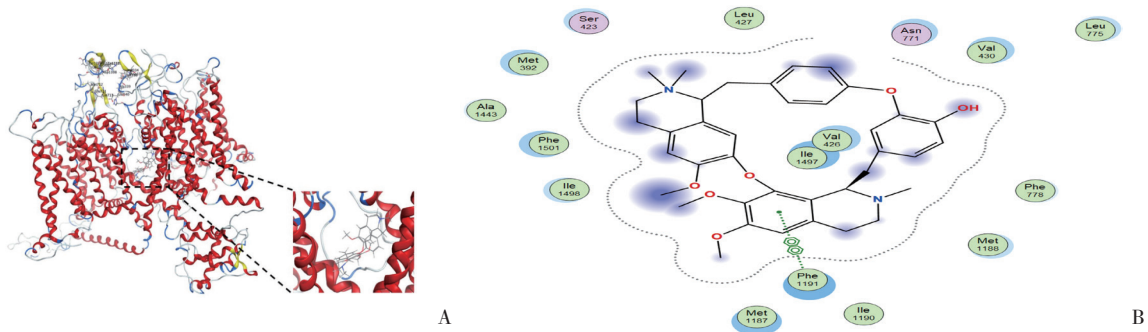 A
Ser
423
Leu
427
Asn
771
Leu
775
Val
430
Met
392
Ala
1443
Phe
1501
Ile
1498
Val
426
Ile
1497
Phe
778
Met
1188
Phe
1191
Met
1187
Ile
1190
N
O
OH
O
O
O
O
N
B